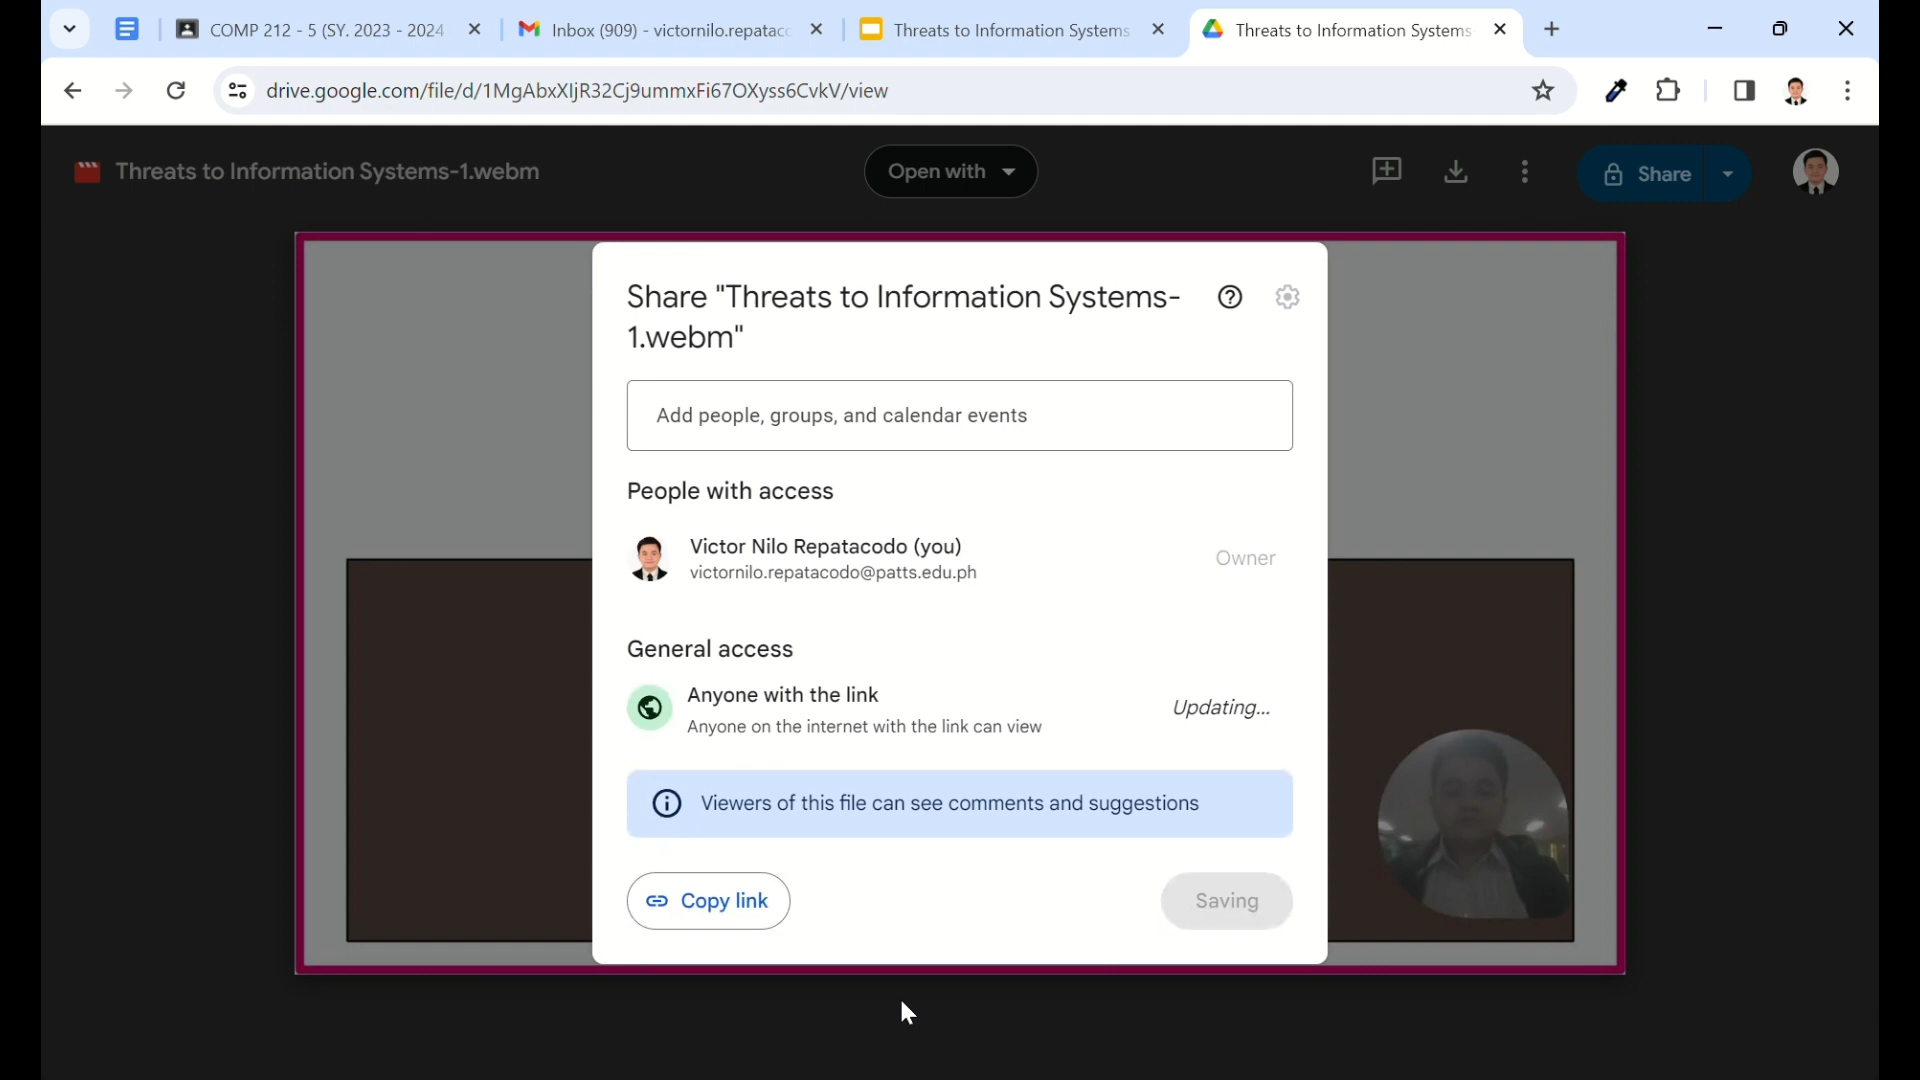 COMP 212 - 5 (SY. 2023 - 2024
Inbox (909) - victornilo.repatac
Threats to Information Systems
Threats to Information Systems-
drive.google.com/file/d/1MgAbxXIjR32Cj9ummxFi67OXyss6CvkV/view
Threats to Information Systems-1.webm
Open with
Share
Share "Threats to Information Systems-
1.webm"
Add people, groups, and calendar events
People with access
Victor Nilo Repatacodo (you)
victornilo.repatacodo@patts.edu.ph
Owner
General access
Anyone with the link
Anyone on the internet with the link can view
Updating...
Viewers of this file can see comments and suggestions
Copy link
Saving